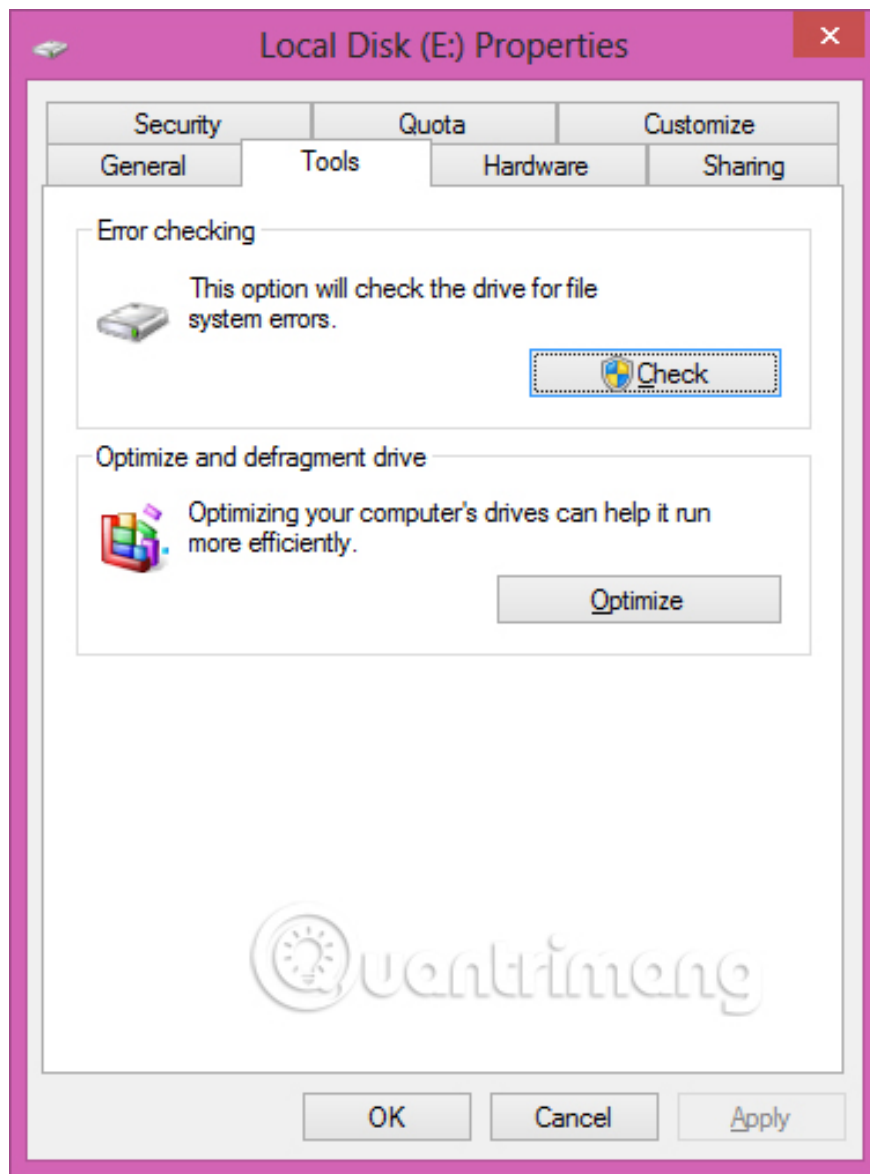 Local Disk (E:) Properties
Security Quota Customize
General Tools Hardware Sharing
Error checking
This option will check the drive for file
system errors.
Check
Optimize and defragment drive
Optimizing your computer's drives can help it run
more efficiently.
Optimize
Quantrimang
OK Cancel Apply